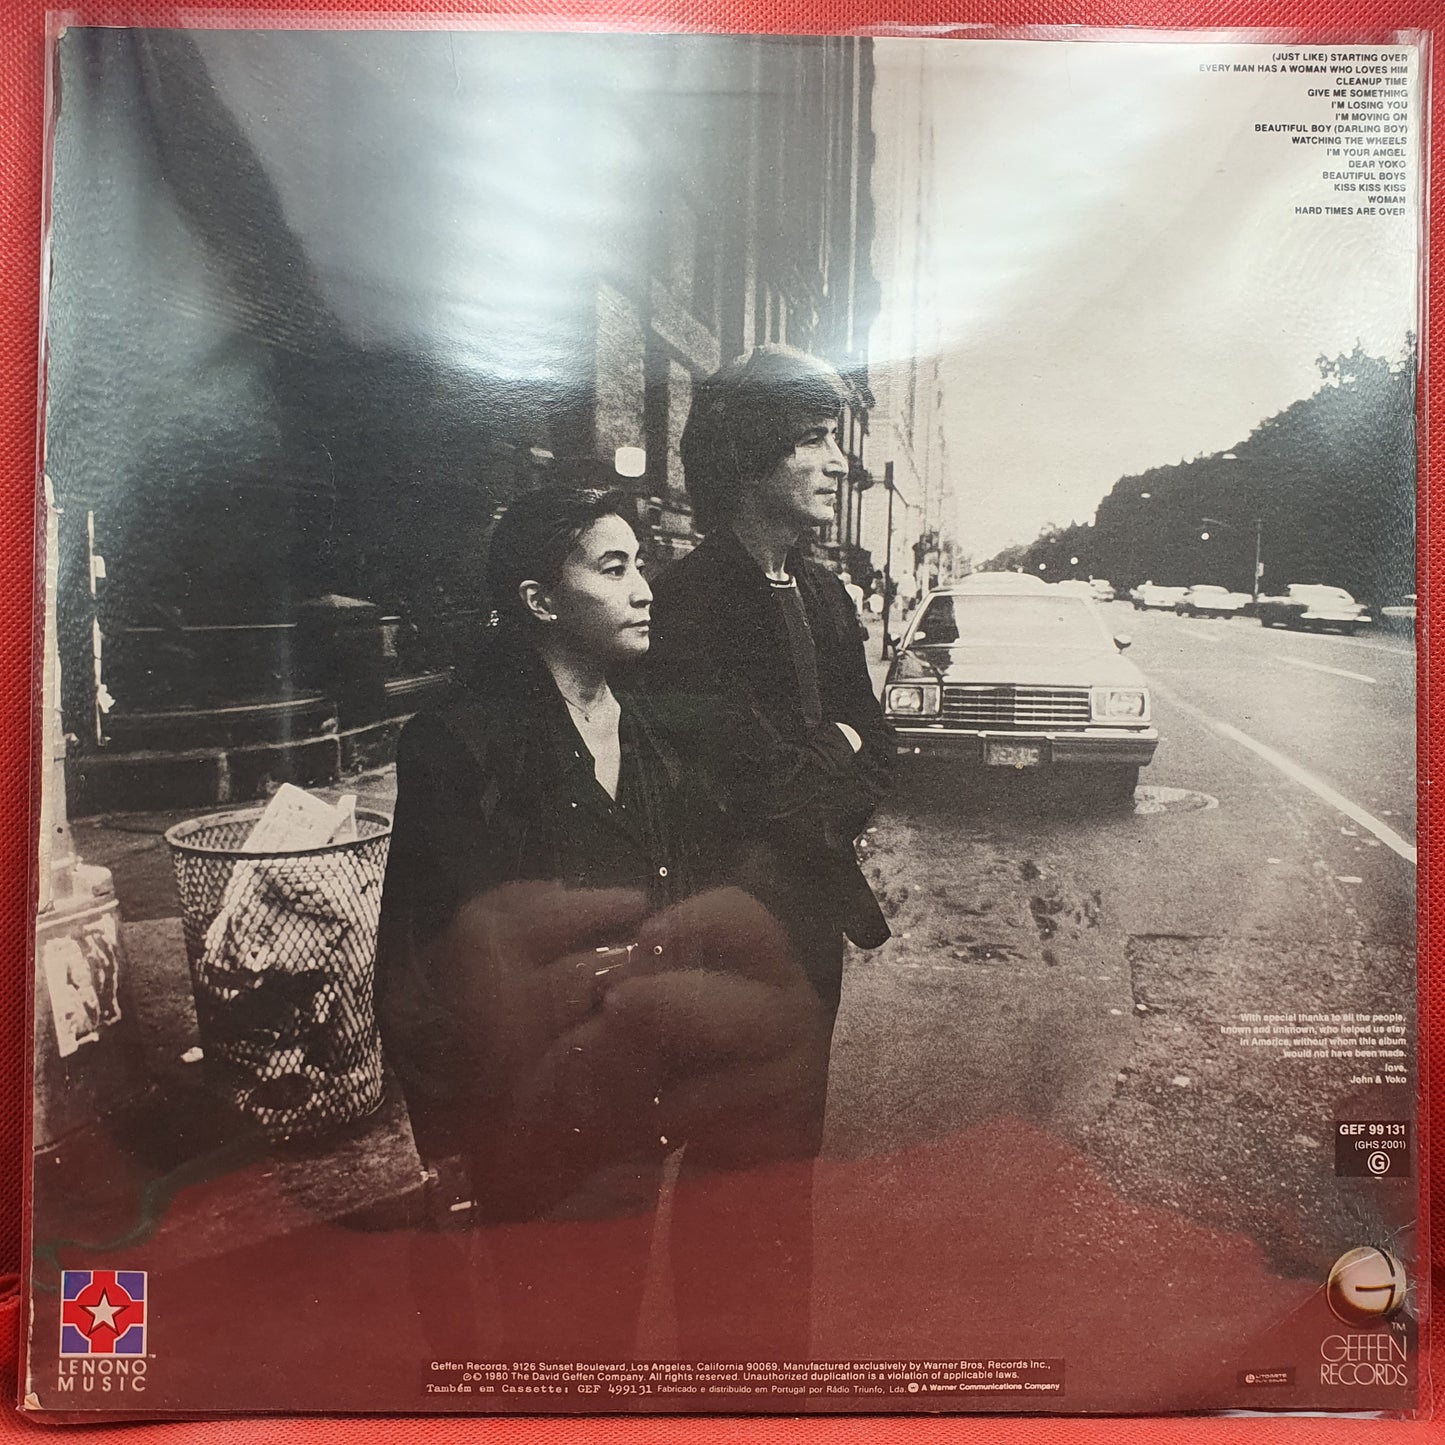 (JUST LIKE) STARTING OVER
EVERY MAN HAS A WOMAN WHO LOVES HIM
CLEANUP TIME
GIVE ME SOMETHING
I'M LOSING YOU
I'M MOVING ON
BEAUTIFUL BOY (DARLING BOY)
WATCHING THE WHEELS
I'M YOUR ANGEL
DEAR YOKO
BEAUTIFUL BOYS
KISS KISS KISS
WOMAN
HARD TIMES ARE OVER
With special thanks to all the people,
known and unknown, who helped us stay
in America, without whom this album
would not have been made.
love,
John & Yoko
GEF 99 131
(GHS 2001)
G
LENONO™
MUSIC
G
™
GEFFEN
RECORDS
Geffen Records, 9126 Sunset Boulevard, Los Angeles, California 90069, Manufactured exclusively by Warner Bros, Records Inc.,
℗© 1980 The David Geffen Company. All rights reserved. Unauthorized duplication is a violation of applicable laws.
Também em Cassette: GEF 499131 Fabricado e distribuído em Portugal por Rádio Triunfo, Lda. A Warner Communications Company
LITOARTE